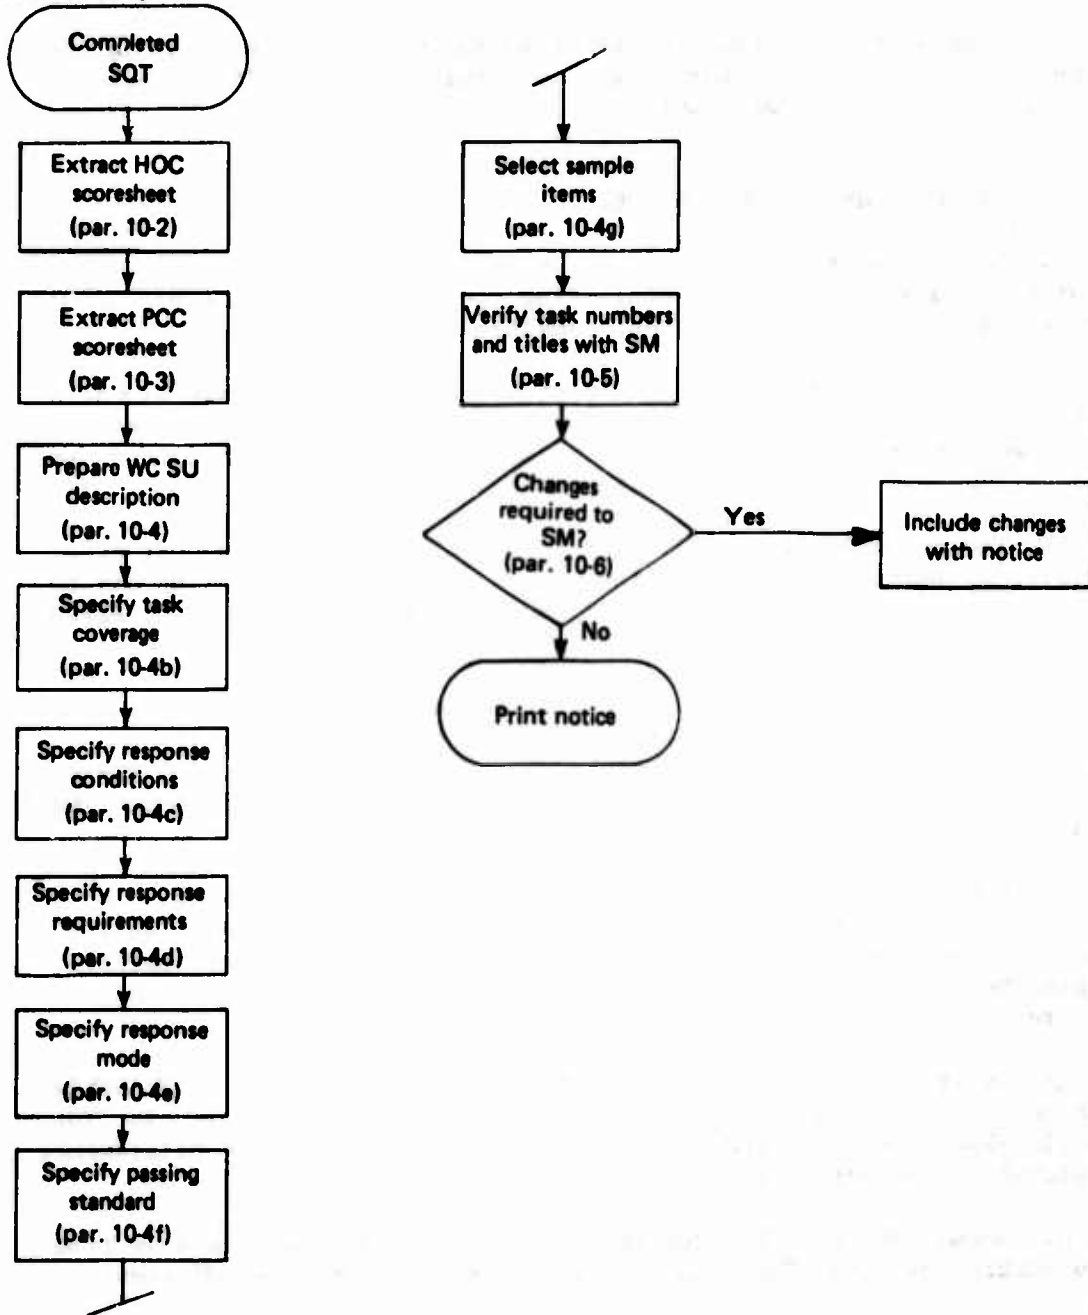 Completed
SQT
Extract HOC
scoresheet
(par. 10-2)
Extract PCC
scoresheet
(par. 10-3)
Prepare WC SU
description
(par. 10-4)
Specify task
coverage
(par. 10-4b)
Specify response
conditions
(par. 10-4c)
Specify response
requirements
(par. 10-4d)
Specify response
mode
(par. 10-4e)
Specify passing
standard
(par. 10-4f)
Select sample
items
(par. 10-4g)
Verify task numbers
and titles with SM
(par. 10-5)
Changes
required to
SM?
(par. 10-6)
Yes
Include changes
with notice
No
Print notice